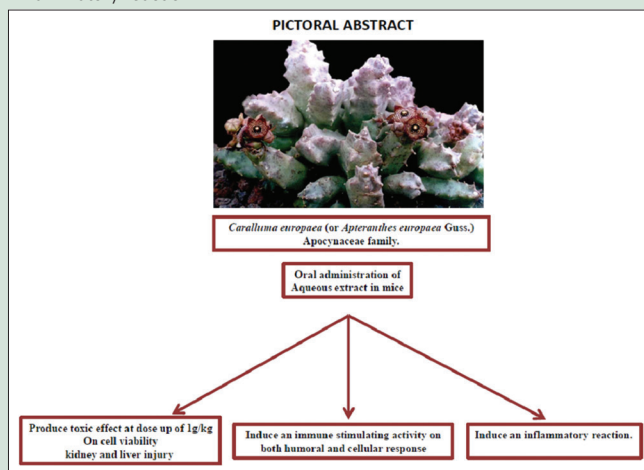 PICTORAL ABSTRACT
Caralluma europaea (or Apteranthes europaea Guss.)
Apocynaceae family.
Oral administration of
Aqueous extract in mice
Produce toxic effect at dose up of 1g/kg
On cell viability
kidney and liver injury
Induce an immune stimulating activity on
both humoral and cellular response
Induce an inflammatory reaction.